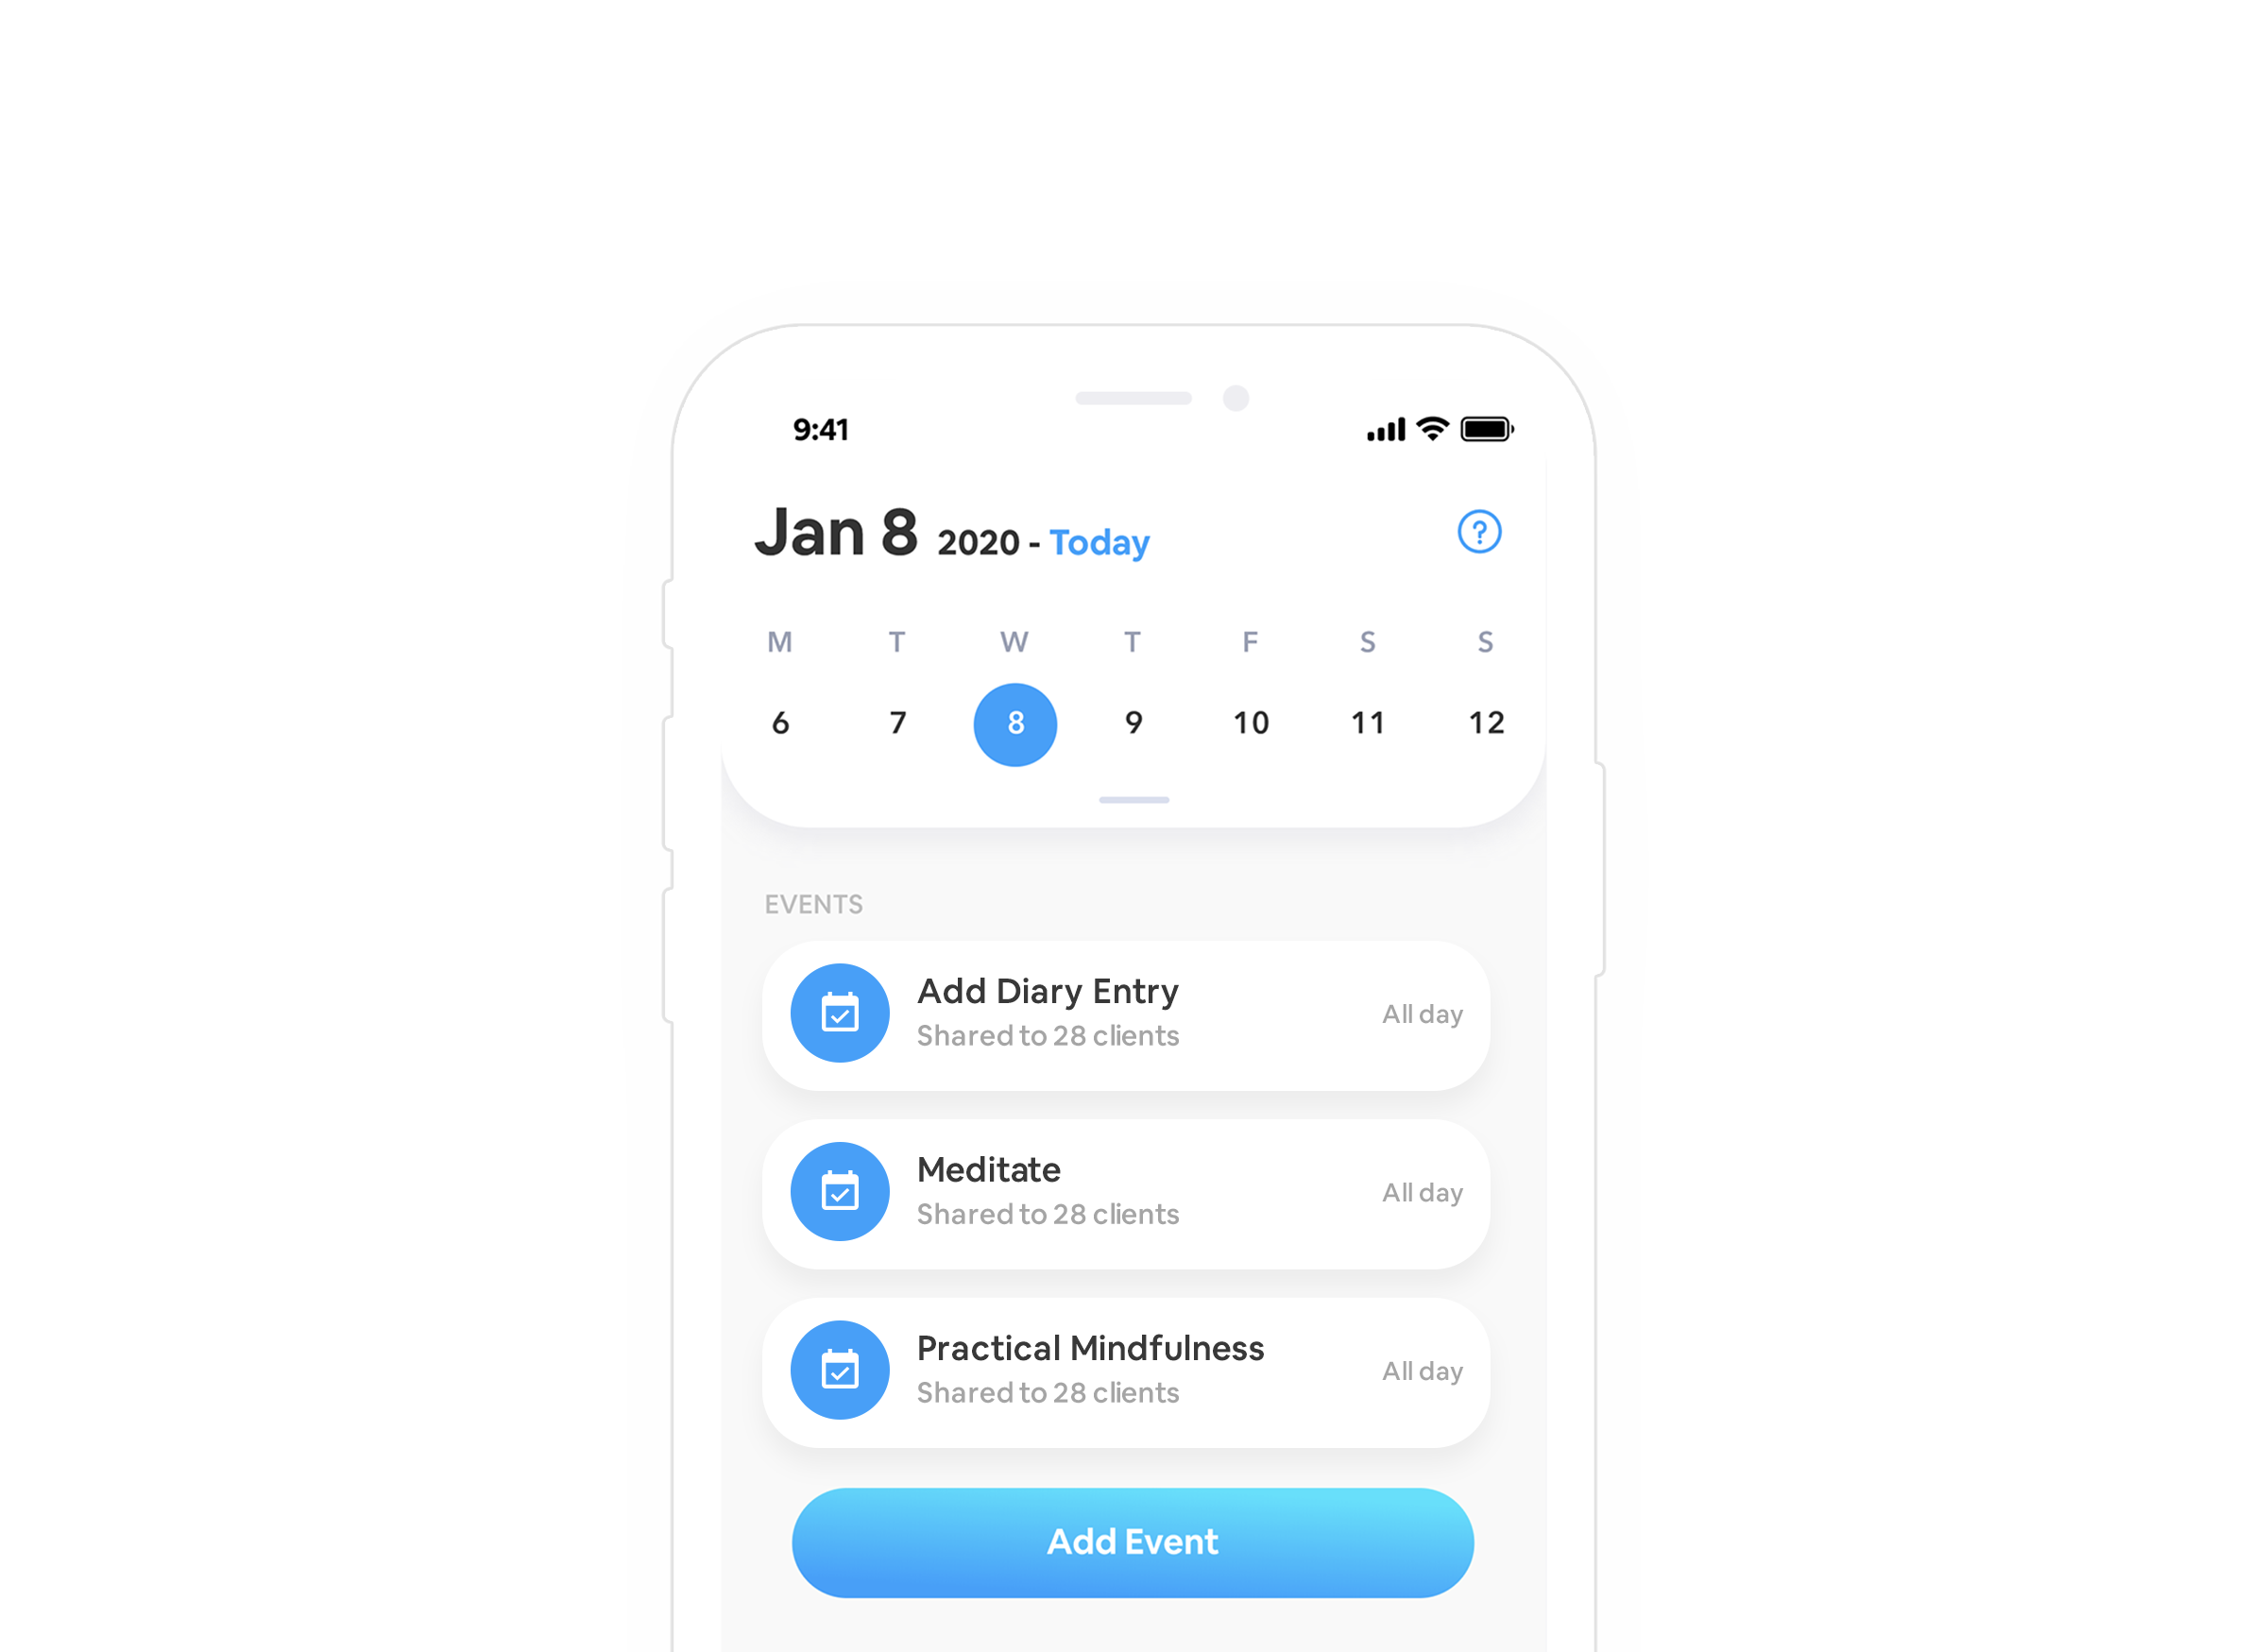 9:41
Jan 8 2020 - Today
?
M T W T F S S
6 7 8 9 10 11 12
EVENTS
Add Diary Entry
Shared to 28 clients
All day
Meditate
Shared to 28 clients
All day
Practical Mindfulness
Shared to 28 clients
All day
Add Event